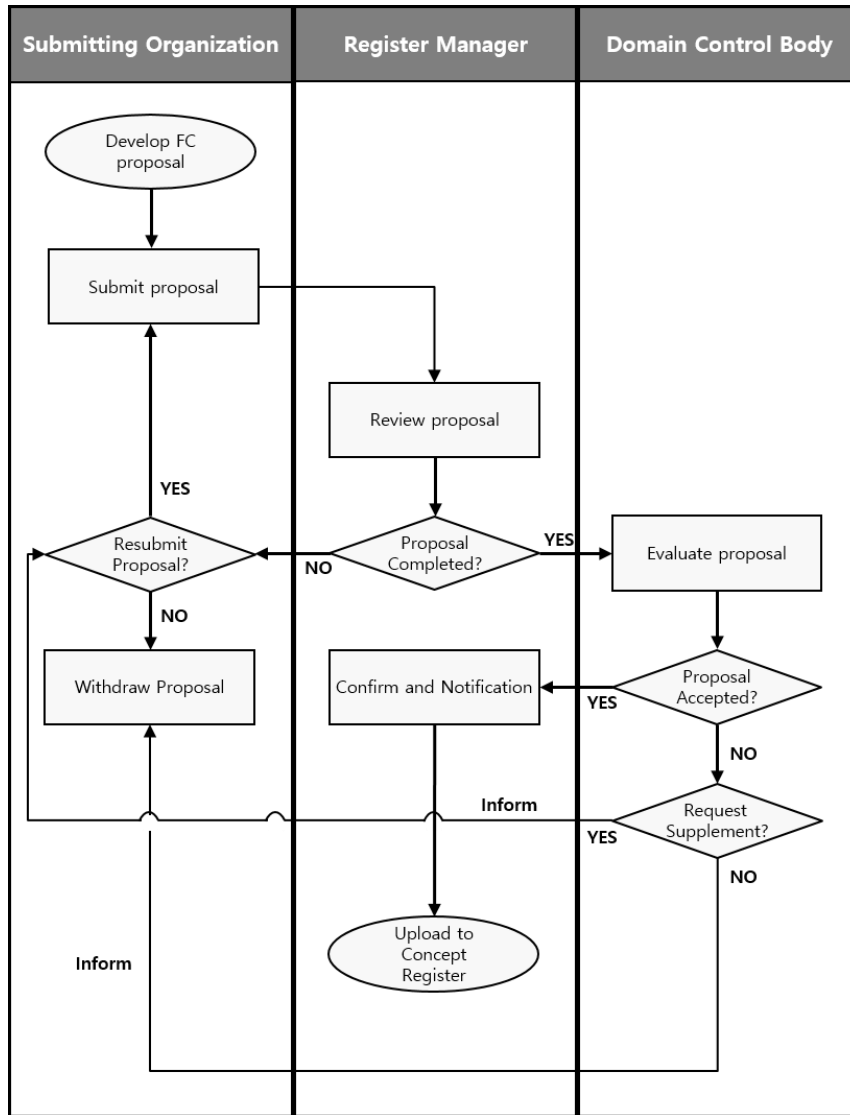 Submitting Organization
Register Manager
Domain Control Body
Develop FC
proposal
Submit proposal
Review proposal
YES
Resubmit
Proposal?
NO
Proposal
Completed?
YES
Evaluate proposal
NO
Withdraw Proposal
Confirm and Notification
YES
Proposal
Accepted?
NO
Inform
YES
Request
Supplement?
NO
Inform
Upload to
Concept
Register